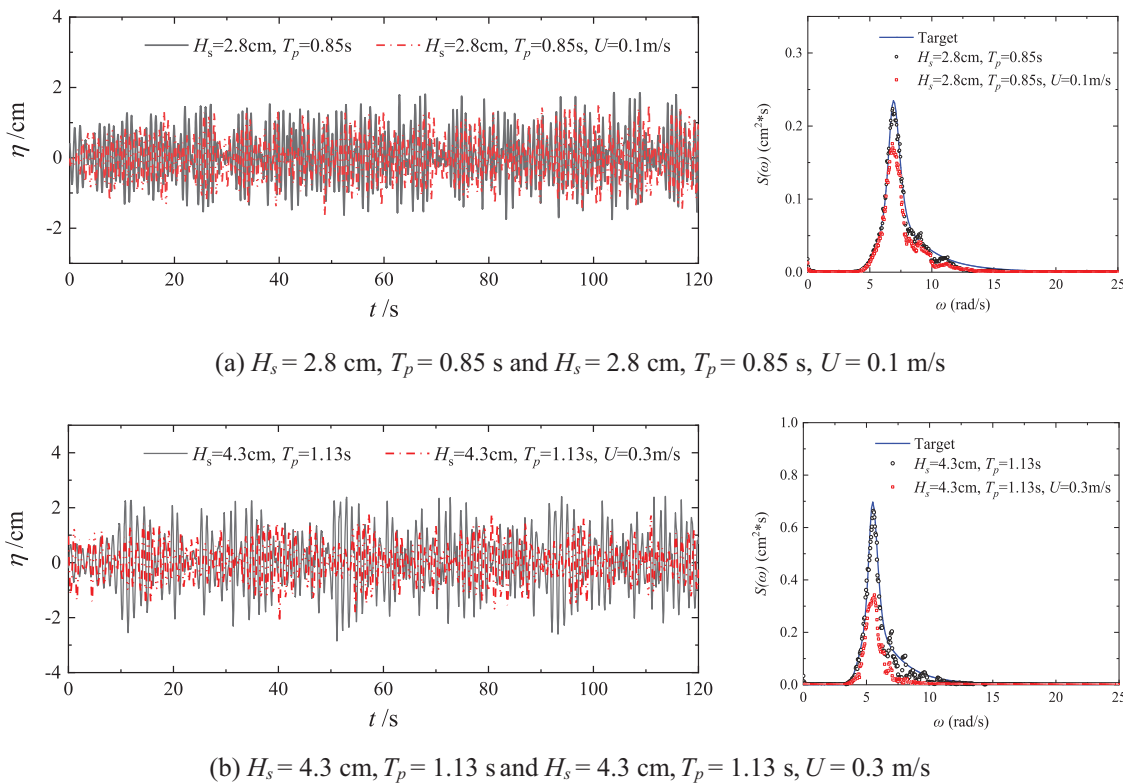 4
2
0
-2
η /cm
Hs=2.8cm, Tp=0.85s
Hs=2.8cm, Tp=0.85s, U=0.1m/s
0 20 40 60 80 100 120
t /s
0.3
0.2
0.1
0.0
S(ω) (cm²*s)
Target
Hs=2.8cm, Tp=0.85s
Hs=2.8cm, Tp=0.85s, U=0.1m/s
0 5 10 15 20 25
ω (rad/s)
(a) Hs = 2.8 cm, Tp = 0.85 s and Hs = 2.8 cm, Tp = 0.85 s, U = 0.1 m/s
4
2
0
-2
-4
η /cm
Hs=4.3cm, Tp=1.13s
Hs=4.3cm, Tp=1.13s, U=0.3m/s
0 20 40 60 80 100 120
t /s
1.0
0.8
0.6
0.4
0.2
0.0
S(ω) (cm²*s)
Target
Hs=4.3cm, Tp=1.13s
Hs=4.3cm, Tp=1.13s, U=0.3m/s
0 5 10 15 20 25
ω (rad/s)
(b) Hs = 4.3 cm, Tp = 1.13 s and Hs = 4.3 cm, Tp = 1.13 s, U = 0.3 m/s